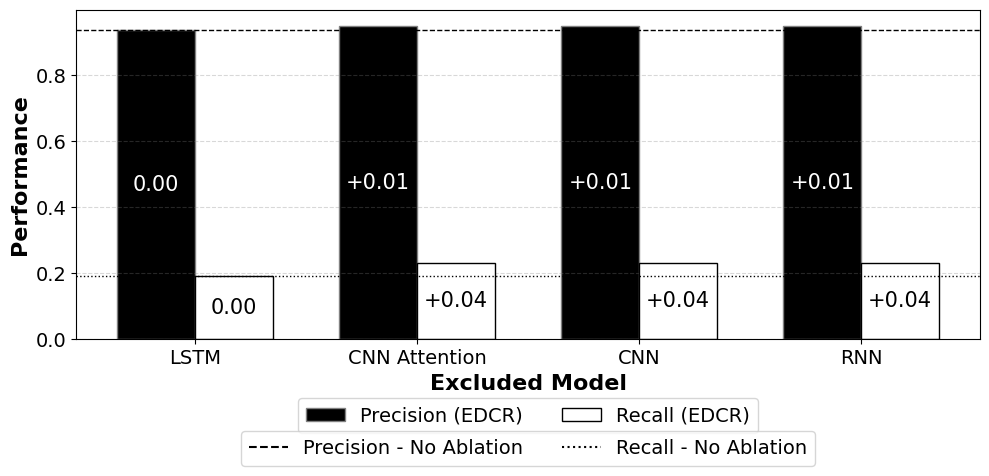 Performance
0.8
0.6
0.4
0.2
0.0
0.00
0.00
+0.01
+0.04
+0.01
+0.04
+0.01
+0.04
LSTM
CNN Attention
CNN
RNN
Excluded Model
Precision (EDCR)
Recall (EDCR)
Precision - No Ablation
Recall - No Ablation